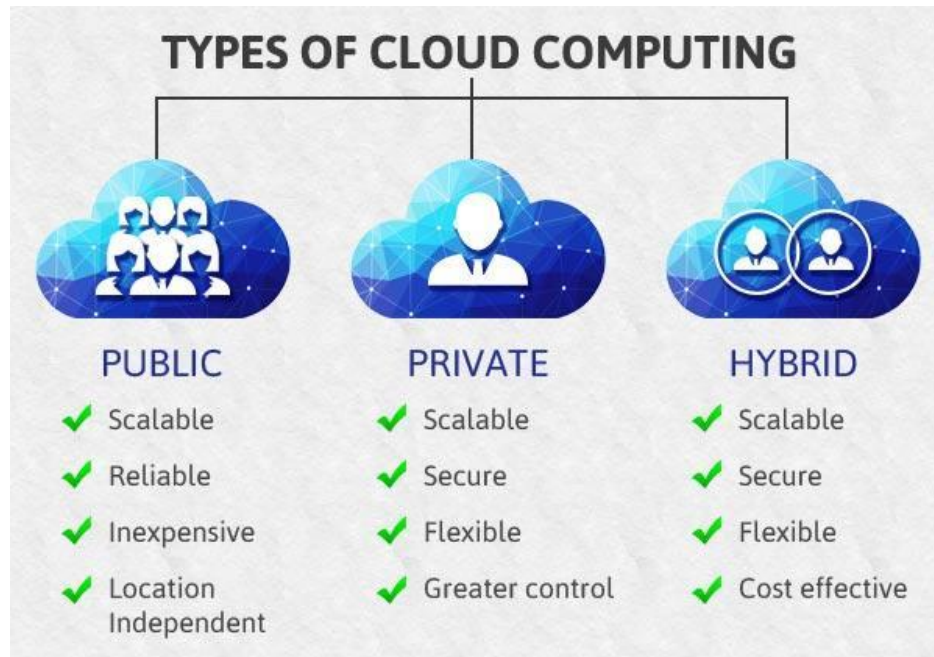 TYPES OF CLOUD COMPUTING
PUBLIC
Scalable
Reliable
Inexpensive
Location
Independent
PRIVATE
Scalable
Secure
Flexible
Greater control
HYBRID
Scalable
Secure
Flexible
Cost effective